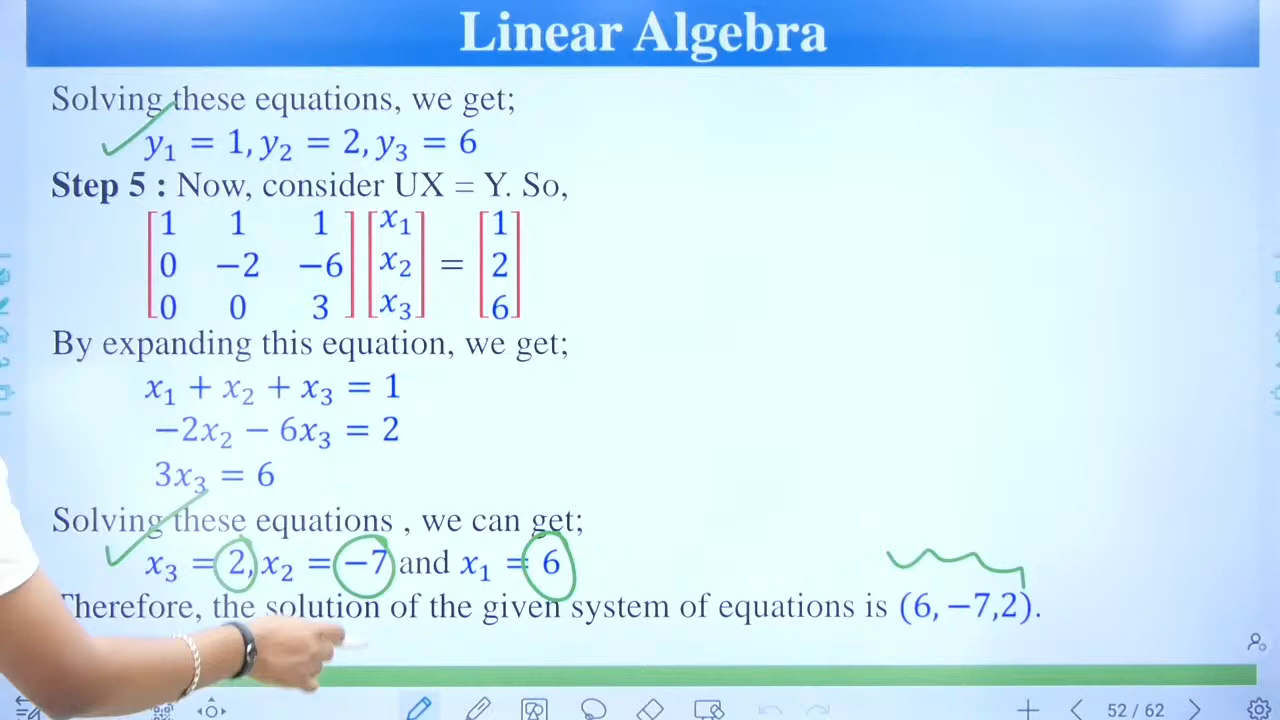 Linear Algebra
Solving these equations, we get;
y₁ = 1, y₂ = 2, y₃ = 6
Step 5 : Now, consider UX = Y. So,
[1 1 1; 0 −2 −6; 0 0 3] [x₁; x₂; x₃] = [1; 2; 6]
By expanding this equation, we get;
x₁ + x₂ + x₃ = 1
−2x₂ − 6x₃ = 2
3x₃ = 6
Solving these equations , we can get;
x₃ = 2, x₂ = −7 and x₁ = 6
Therefore, the solution of the given system of equations is (6, −7,2).
52 / 62